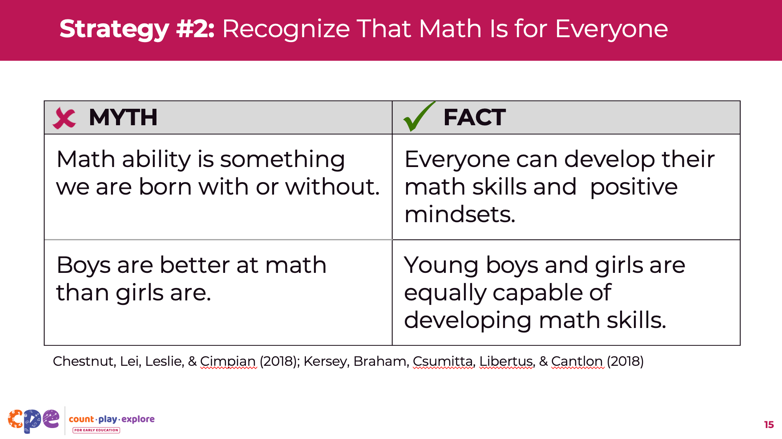 Strategy #2: Recognize That Math Is for Everyone
MYTH
FACT
Math ability is something
we are born with or without.
Everyone can develop their
math skills and positive
mindsets.
Boys are better at math
than girls are.
Young boys and girls are
equally capable of
developing math skills.
Chestnut, Lei, Leslie, & Cimpian (2018); Kersey, Braham, Csumitta, Libertus, & Cantlon (2018)
cpe
count·play·explore
FOR EARLY EDUCATION
15